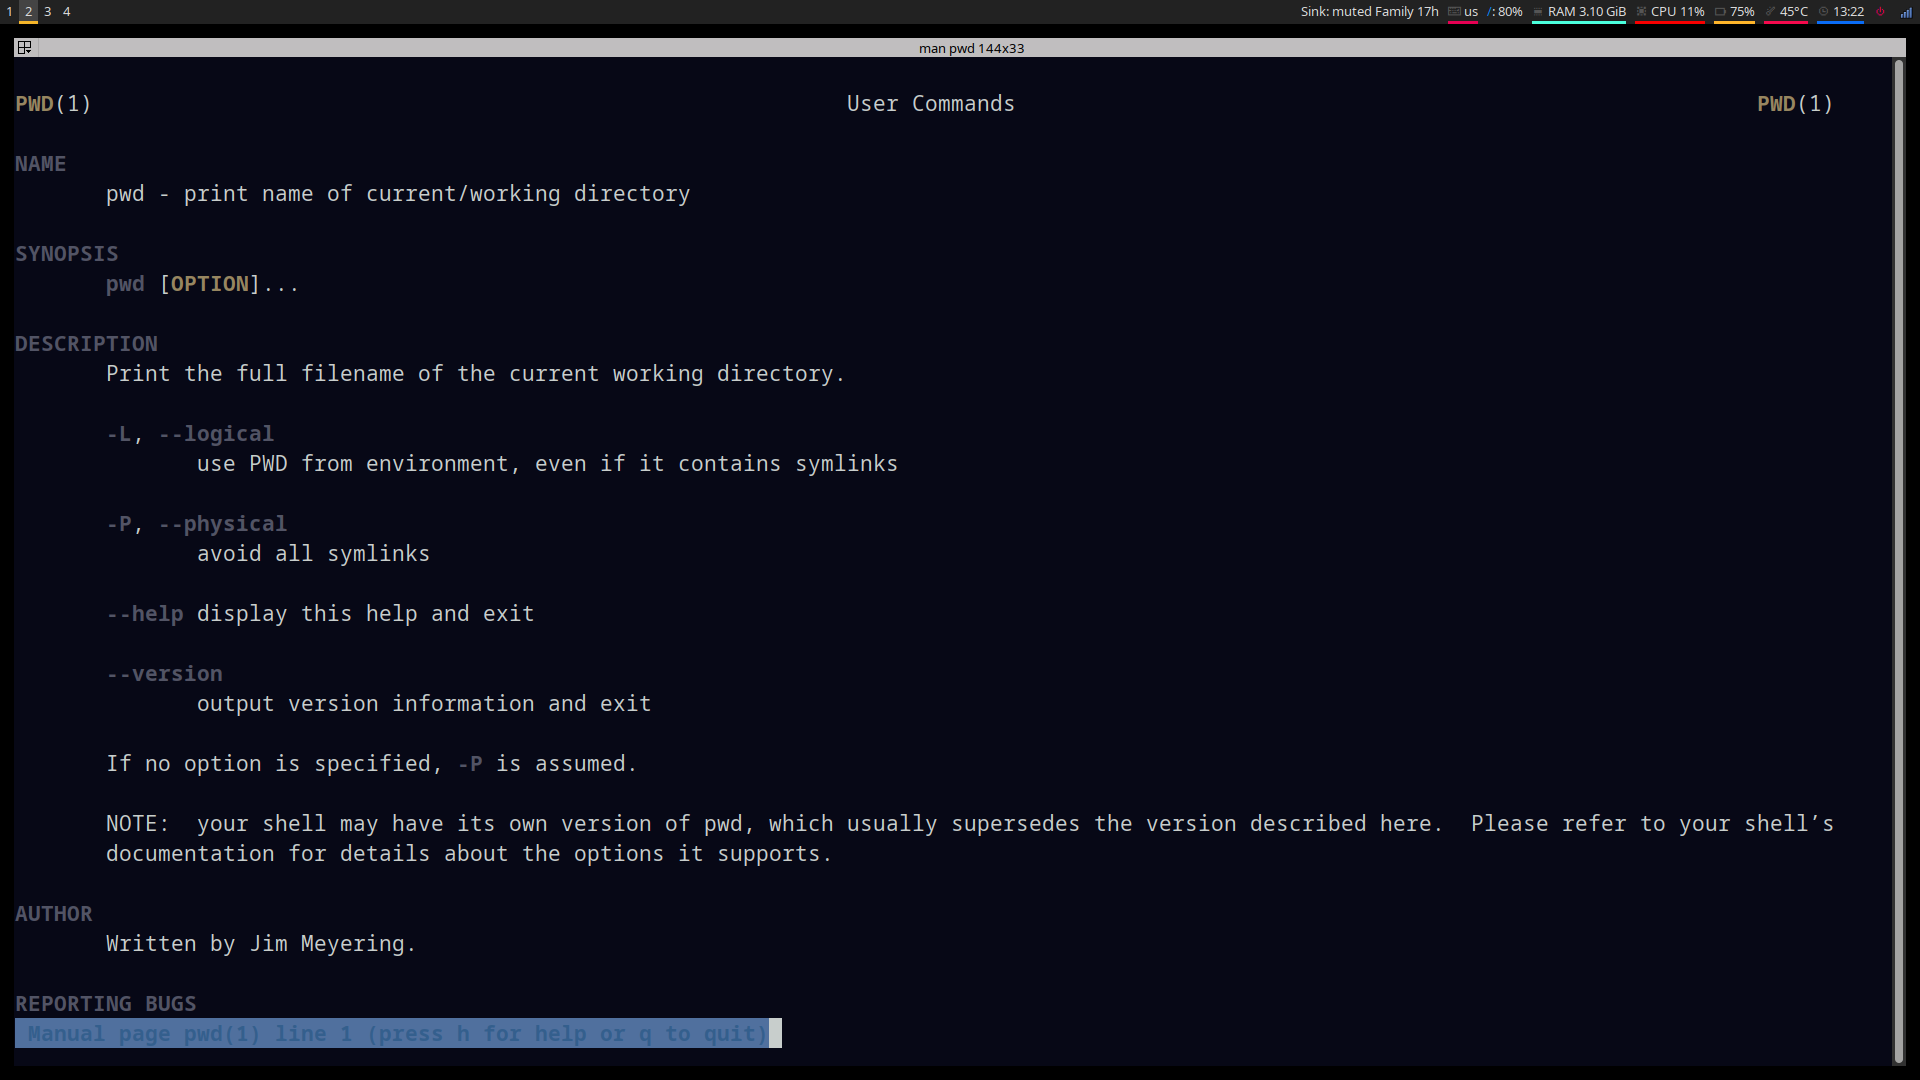 1 2 3 4 Sink: muted Family 17h us /: 80% RAM 3.10 GiB CPU 11% 75% 45°C 13:22
man pwd 144x33
PWD(1) User Commands PWD(1)
NAME
pwd - print name of current/working directory
SYNOPSIS
pwd [OPTION]...
DESCRIPTION
Print the full filename of the current working directory.
-L, --logical
use PWD from environment, even if it contains symlinks
-P, --physical
avoid all symlinks
--help display this help and exit
--version
output version information and exit
If no option is specified, -P is assumed.
NOTE:  your shell may have its own version of pwd, which usually supersedes the version described here.  Please refer to your shell’s
documentation for details about the options it supports.
AUTHOR
Written by Jim Meyering.
REPORTING BUGS
Manual page pwd(1) line 1 (press h for help or q to quit)